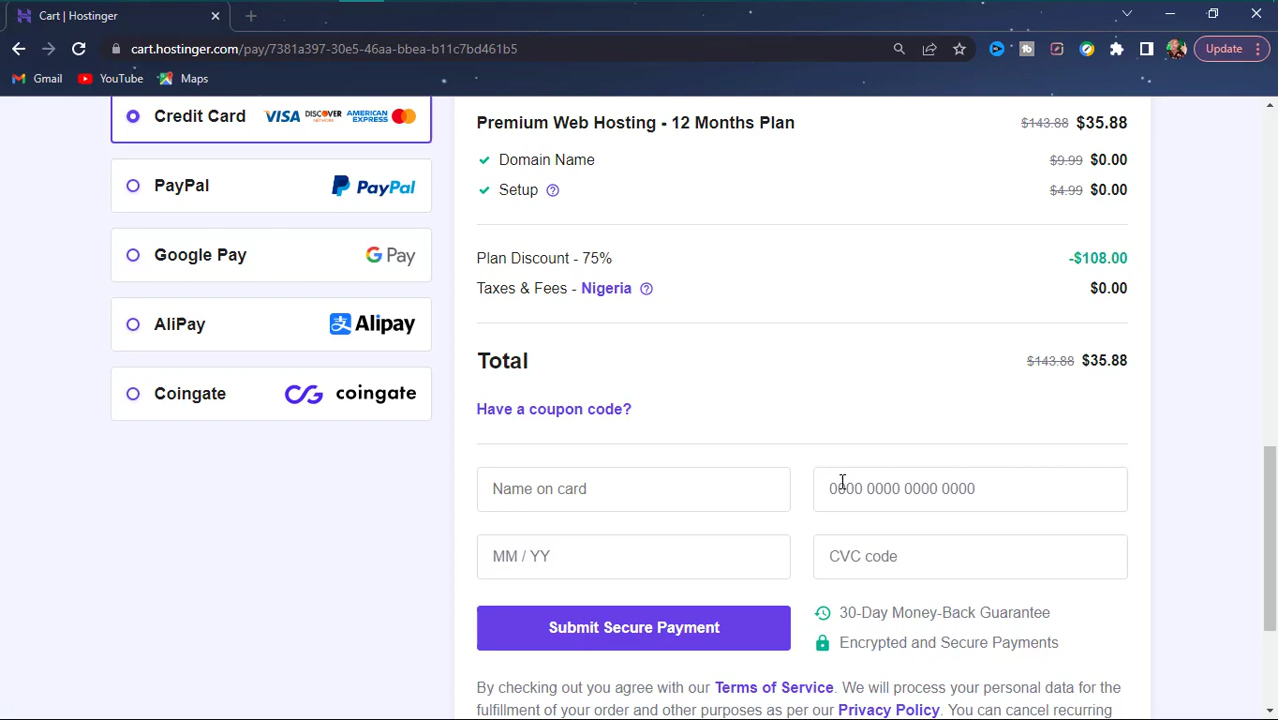 Cart | Hostinger
cart.hostinger.com/pay/7381a397-30e5-46aa-bbea-b11c7bd461b5
Update
Gmail
YouTube
Maps
Credit Card VISA DISCOVER NETWORK AMERICAN EXPRESS
PayPal PayPal
Google Pay G Pay
AliPay Alipay
Coingate coingate
Premium Web Hosting - 12 Months Plan $143.88 $35.88
Domain Name $9.99 $0.00
Setup $4.99 $0.00
Plan Discount - 75% -$108.00
Taxes & Fees - Nigeria $0.00
Total $143.88 $35.88
Have a coupon code?
Name on card 0000 0000 0000 0000
MM / YY CVC code
Submit Secure Payment
30-Day Money-Back Guarantee
Encrypted and Secure Payments
By checking out you agree with our Terms of Service. We will process your personal data for the
fulfillment of your order and other purposes as per our Privacy Policy. You can cancel recurring